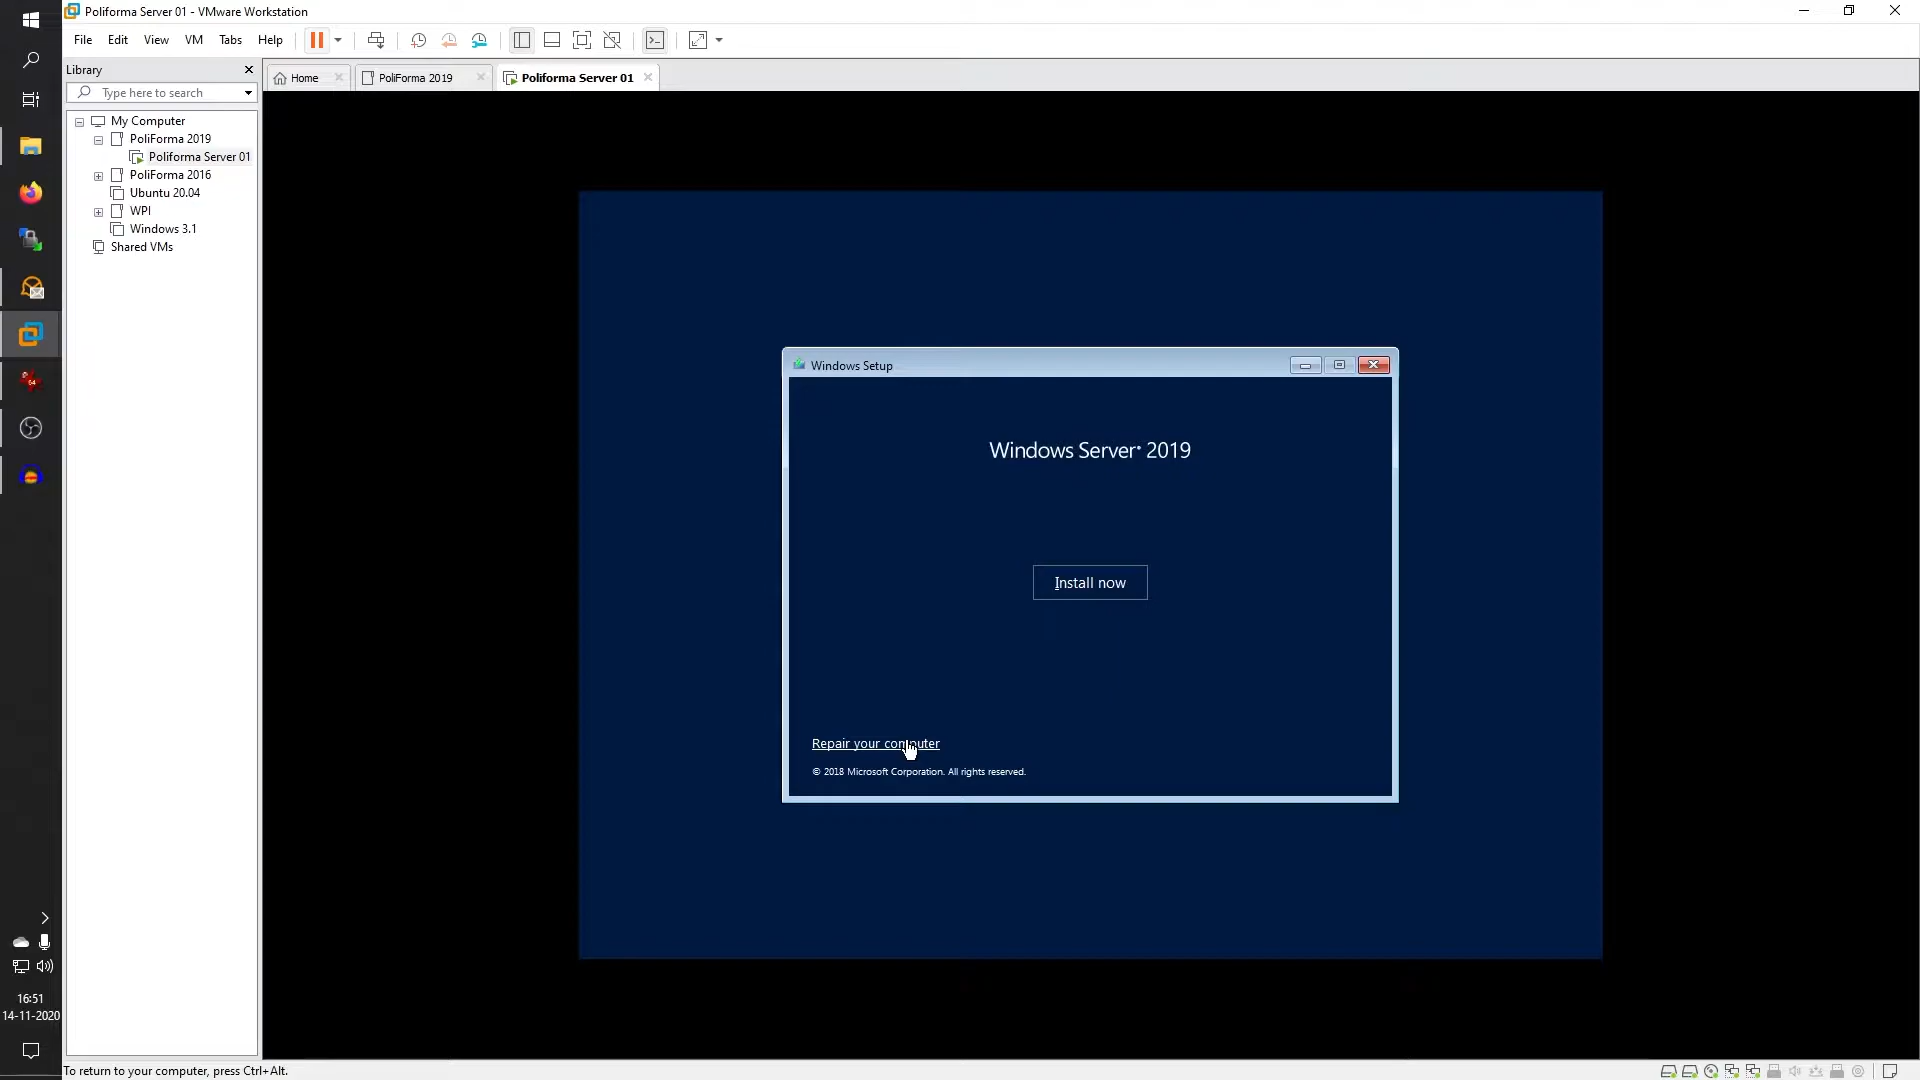 Poliforma Server 01 - VMware Workstation
File Edit View VM Tabs Help
Library
Type here to search
My Computer
PoliForma 2019
Poliforma Server 01
PoliForma 2016
Ubuntu 20.04
WPI
Windows 3.1
Shared VMs
Home PoliForma 2019 Poliforma Server 01
Windows Setup
Windows Server® 2019
Install now
Repair your computer
© 2018 Microsoft Corporation. All rights reserved.
64
16:51
14-11-2020
To return to your computer, press Ctrl+Alt.